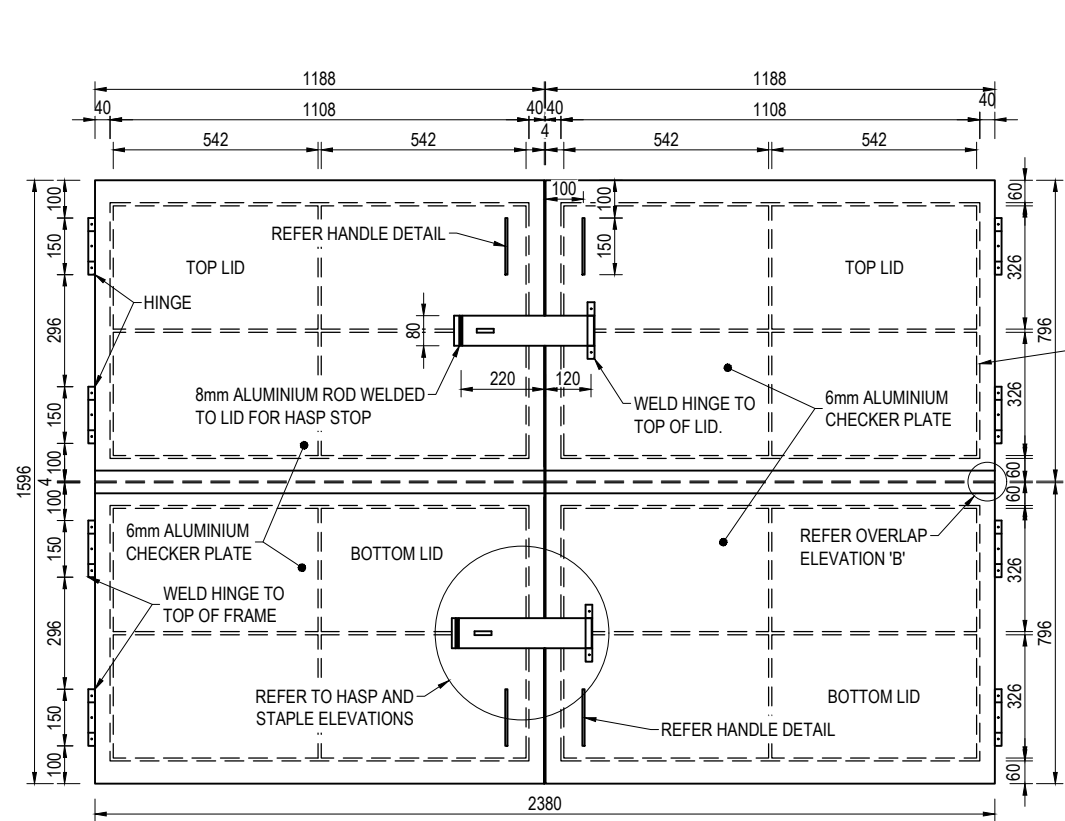 1188
1188
40
1108
40
40
1108
40
4
542
542
542
542
100
150
296
150
100
4
100
150
296
150
100
1596
100
100
150
60
326
326
60
60
326
326
60
796
796
REFER HANDLE DETAIL
TOP LID
TOP LID
HINGE
80
220
120
8mm ALUMINIUM ROD WELDED
TO LID FOR HASP STOP
WELD HINGE TO
TOP OF LID.
6mm ALUMINIUM
CHECKER PLATE
6mm ALUMINIUM
CHECKER PLATE
BOTTOM LID
REFER OVERLAP
ELEVATION 'B'
WELD HINGE TO
TOP OF FRAME
REFER TO HASP AND
STAPLE ELEVATIONS
BOTTOM LID
REFER HANDLE DETAIL
2380